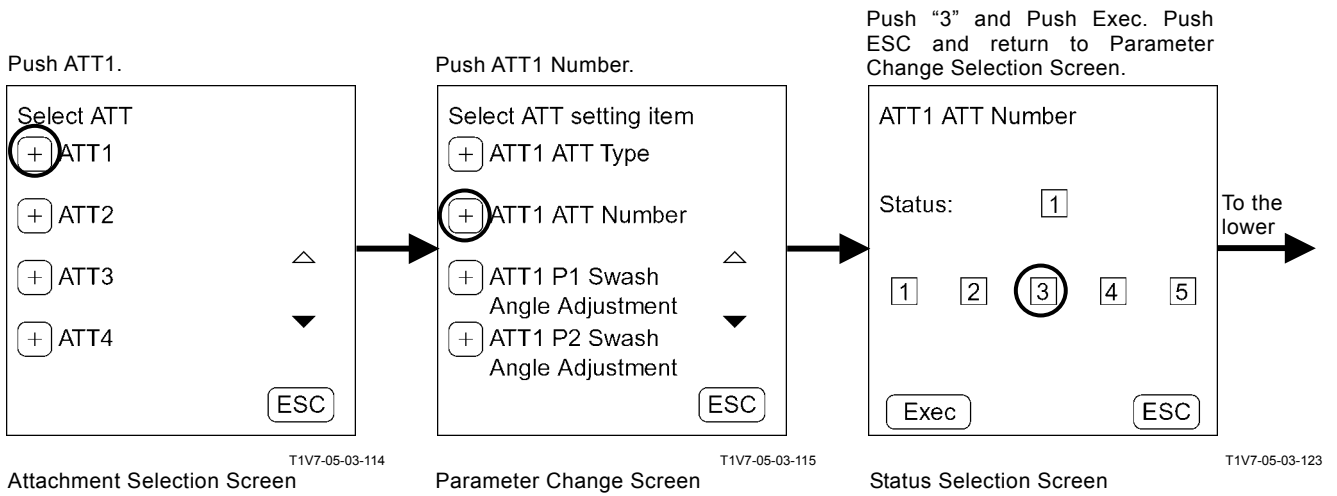 Push ATT1.
Select ATT
+ ATT1
+ ATT2
+ ATT3
+ ATT4
ESC
T1V7-05-03-114
Attachment Selection Screen
Push ATT1 Number.
Select ATT setting item
+ ATT1 ATT Type
+ ATT1 ATT Number
+ ATT1 P1 Swash
Angle Adjustment
+ ATT1 P2 Swash
Angle Adjustment
ESC
T1V7-05-03-115
Parameter Change Screen
Push “3” and Push Exec. Push
ESC and return to Parameter
Change Selection Screen.
ATT1 ATT Number
Status: 1
1 2 3 4 5
Exec ESC
T1V7-05-03-123
Status Selection Screen
To the
lower